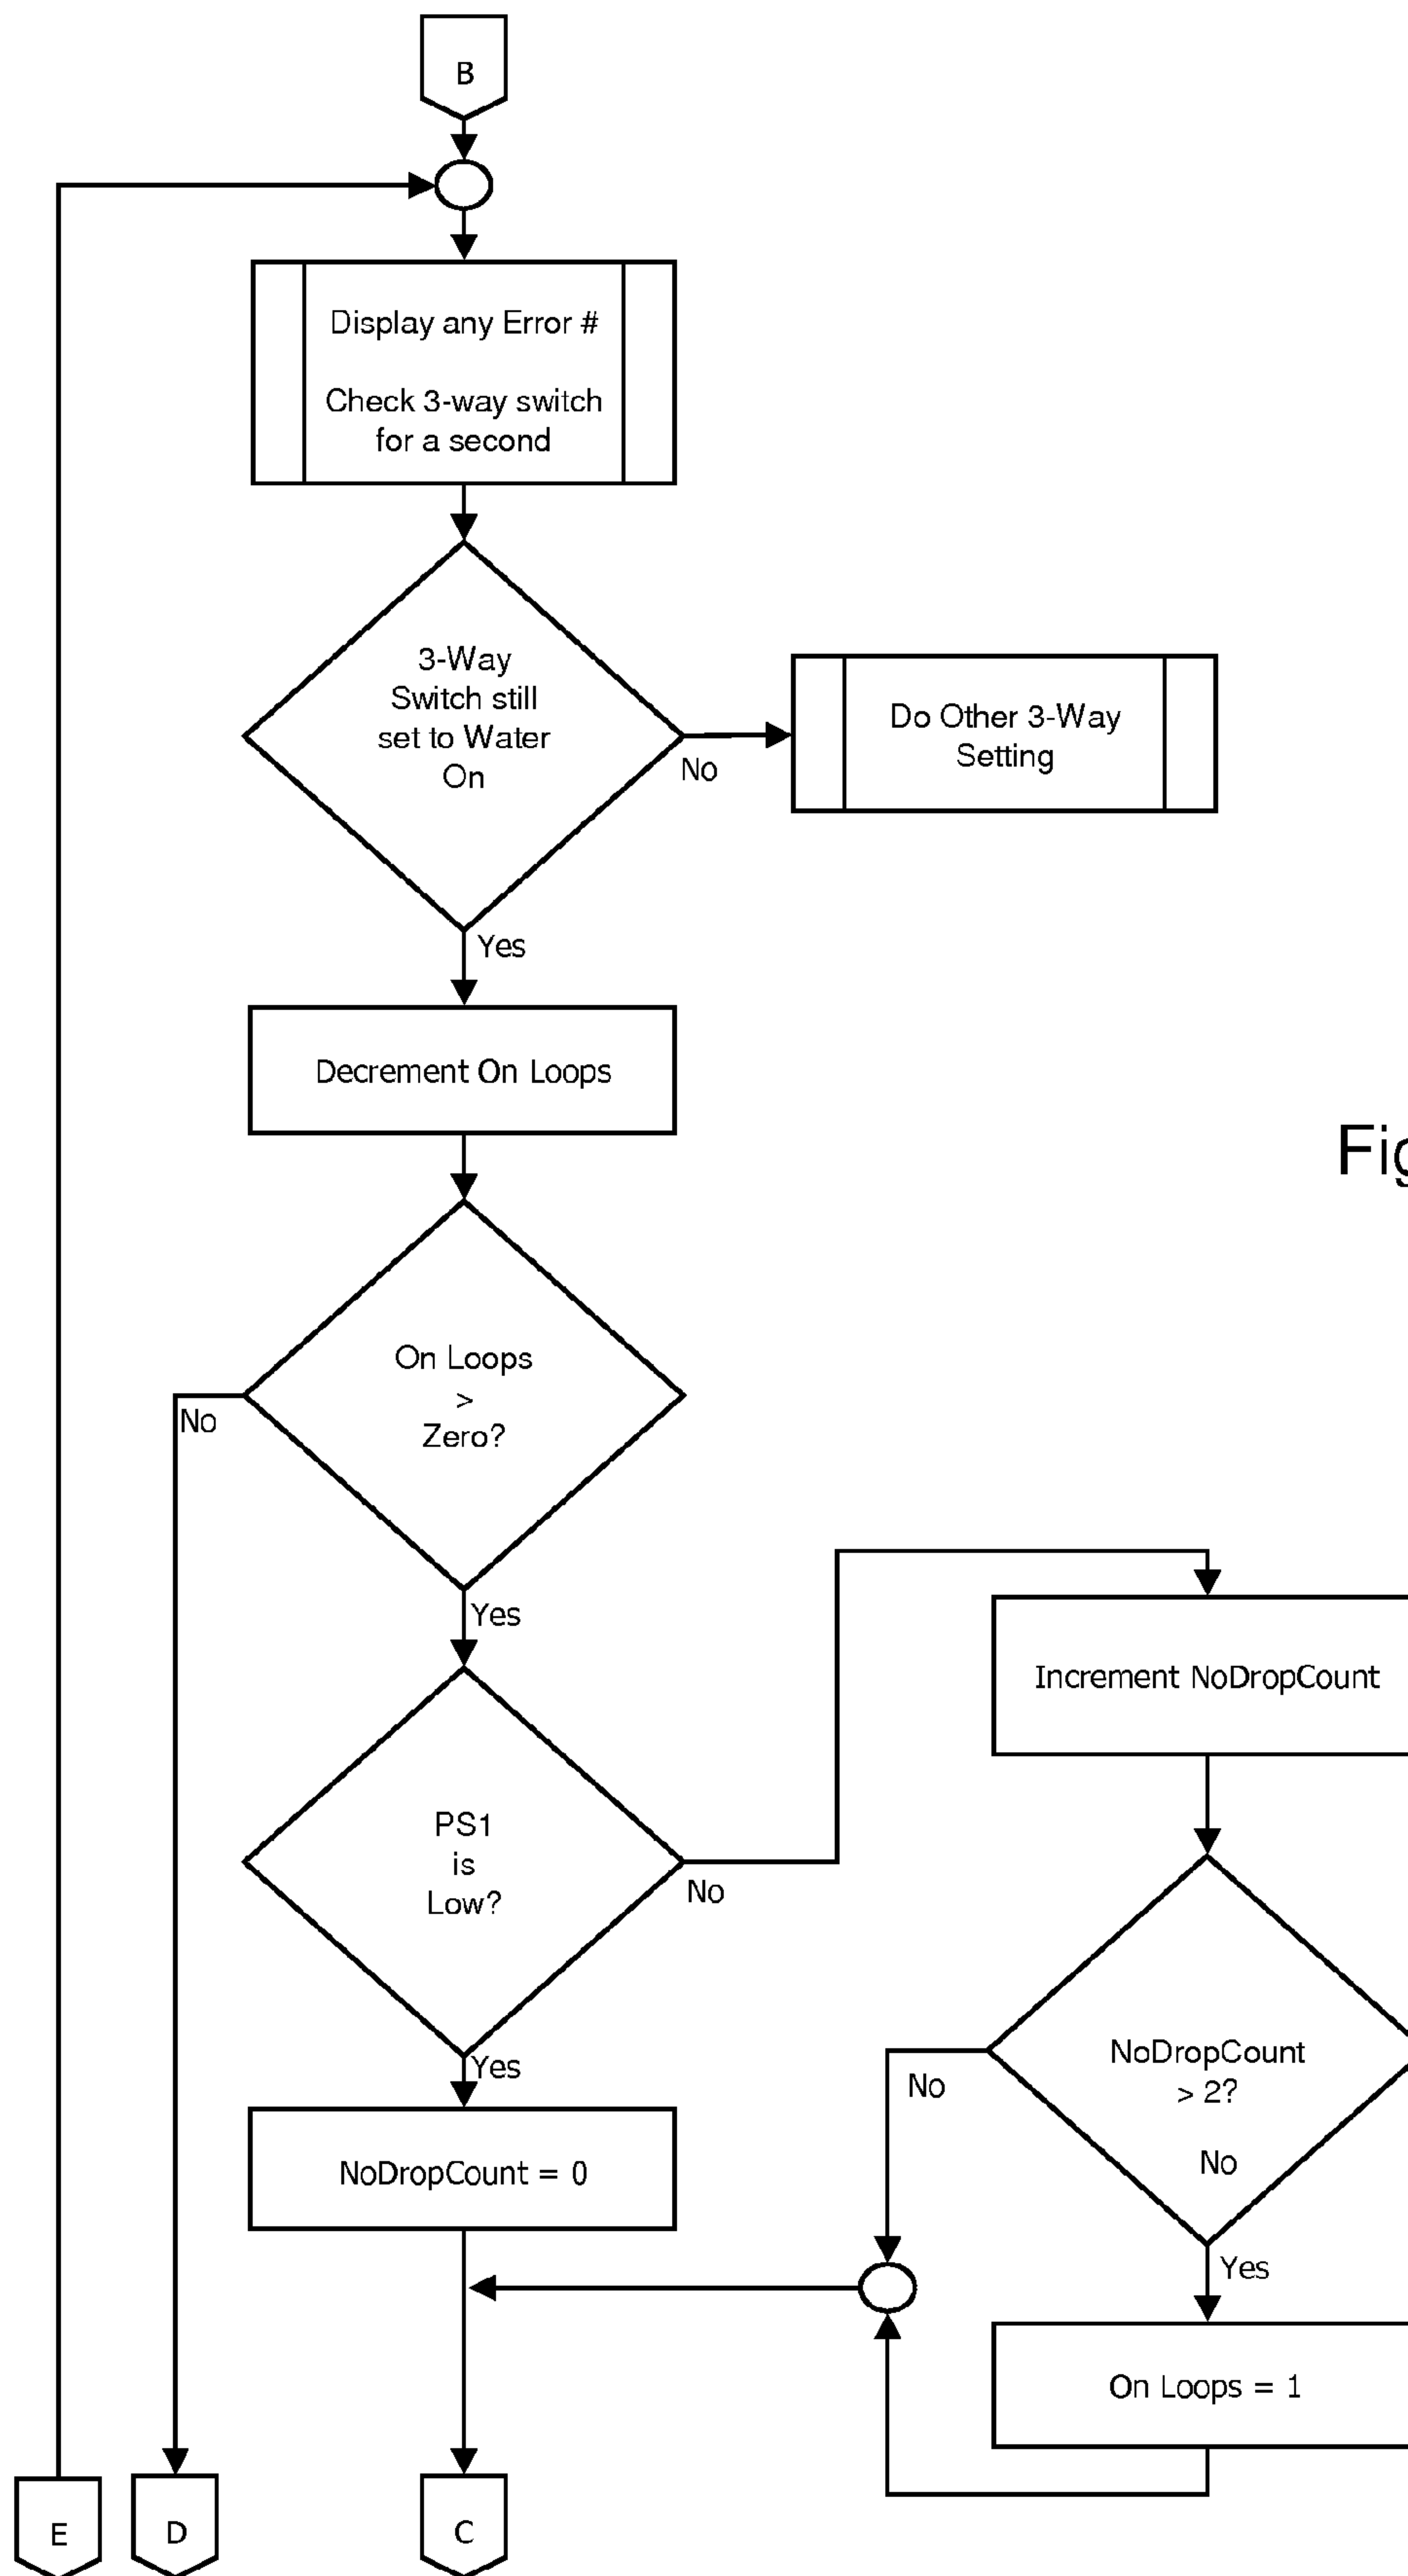 B
Display any Error #
Check 3-way switch
for a second
3-Way
Switch still
set to Water
On
No
Do Other 3-Way
Setting
Yes
Decrement On Loops
Fig
On Loops
>
Zero?
No
Yes
Increment NoDropCount
PS1
is
Low?
No
Yes
NoDropCount
> 2?
No
No
NoDropCount = 0
Yes
On Loops = 1
E
D
C